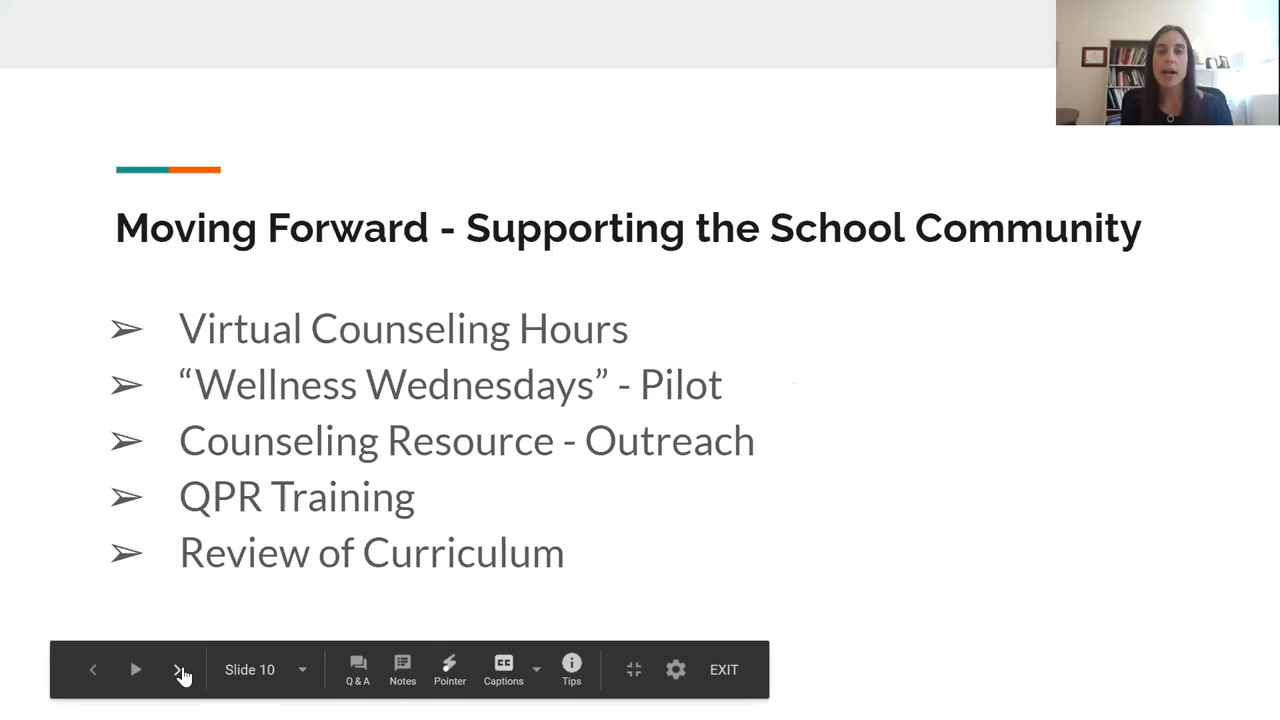 Moving Forward - Supporting the School Community
➢ Virtual Counseling Hours
➢ “Wellness Wednesdays” - Pilot
➢ Counseling Resource - Outreach
➢ QPR Training
➢ Review of Curriculum
Slide 10
Q & A
Notes
Pointer
CC
Captions
Tips
EXIT